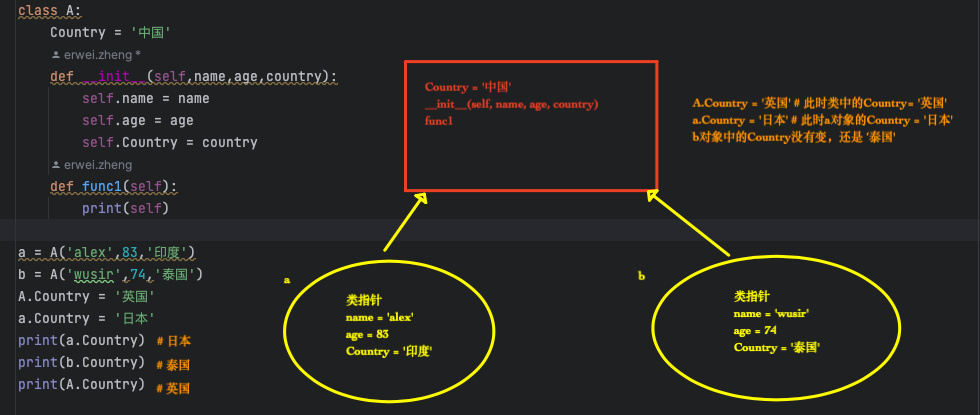 class A:
Country = '中国'
erwei.zheng *
def __init__(self,name,age,country):
self.name = name
self.age = age
self.Country = country
erwei.zheng
def func1(self):
print(self)
a = A('alex',83,'印度')
b = A('wusir',74,'泰国')
A.Country = '英国'
a.Country = '日本'
print(a.Country) # 日本
print(b.Country) # 泰国
print(A.Country) # 英国
Country = '中国'
__init__(self, name, age, country)
func1
A.Country = '英国' # 此时类中的Country= '英国'
a.Country = '日本' # 此时a对象的Country = '日本'
b对象中的Country没有变，还是 '泰国'
a
类指针
name = 'alex'
age = 83
Country = '印度'
b
类指针
name = 'wusir'
age = 74
Country = '泰国'